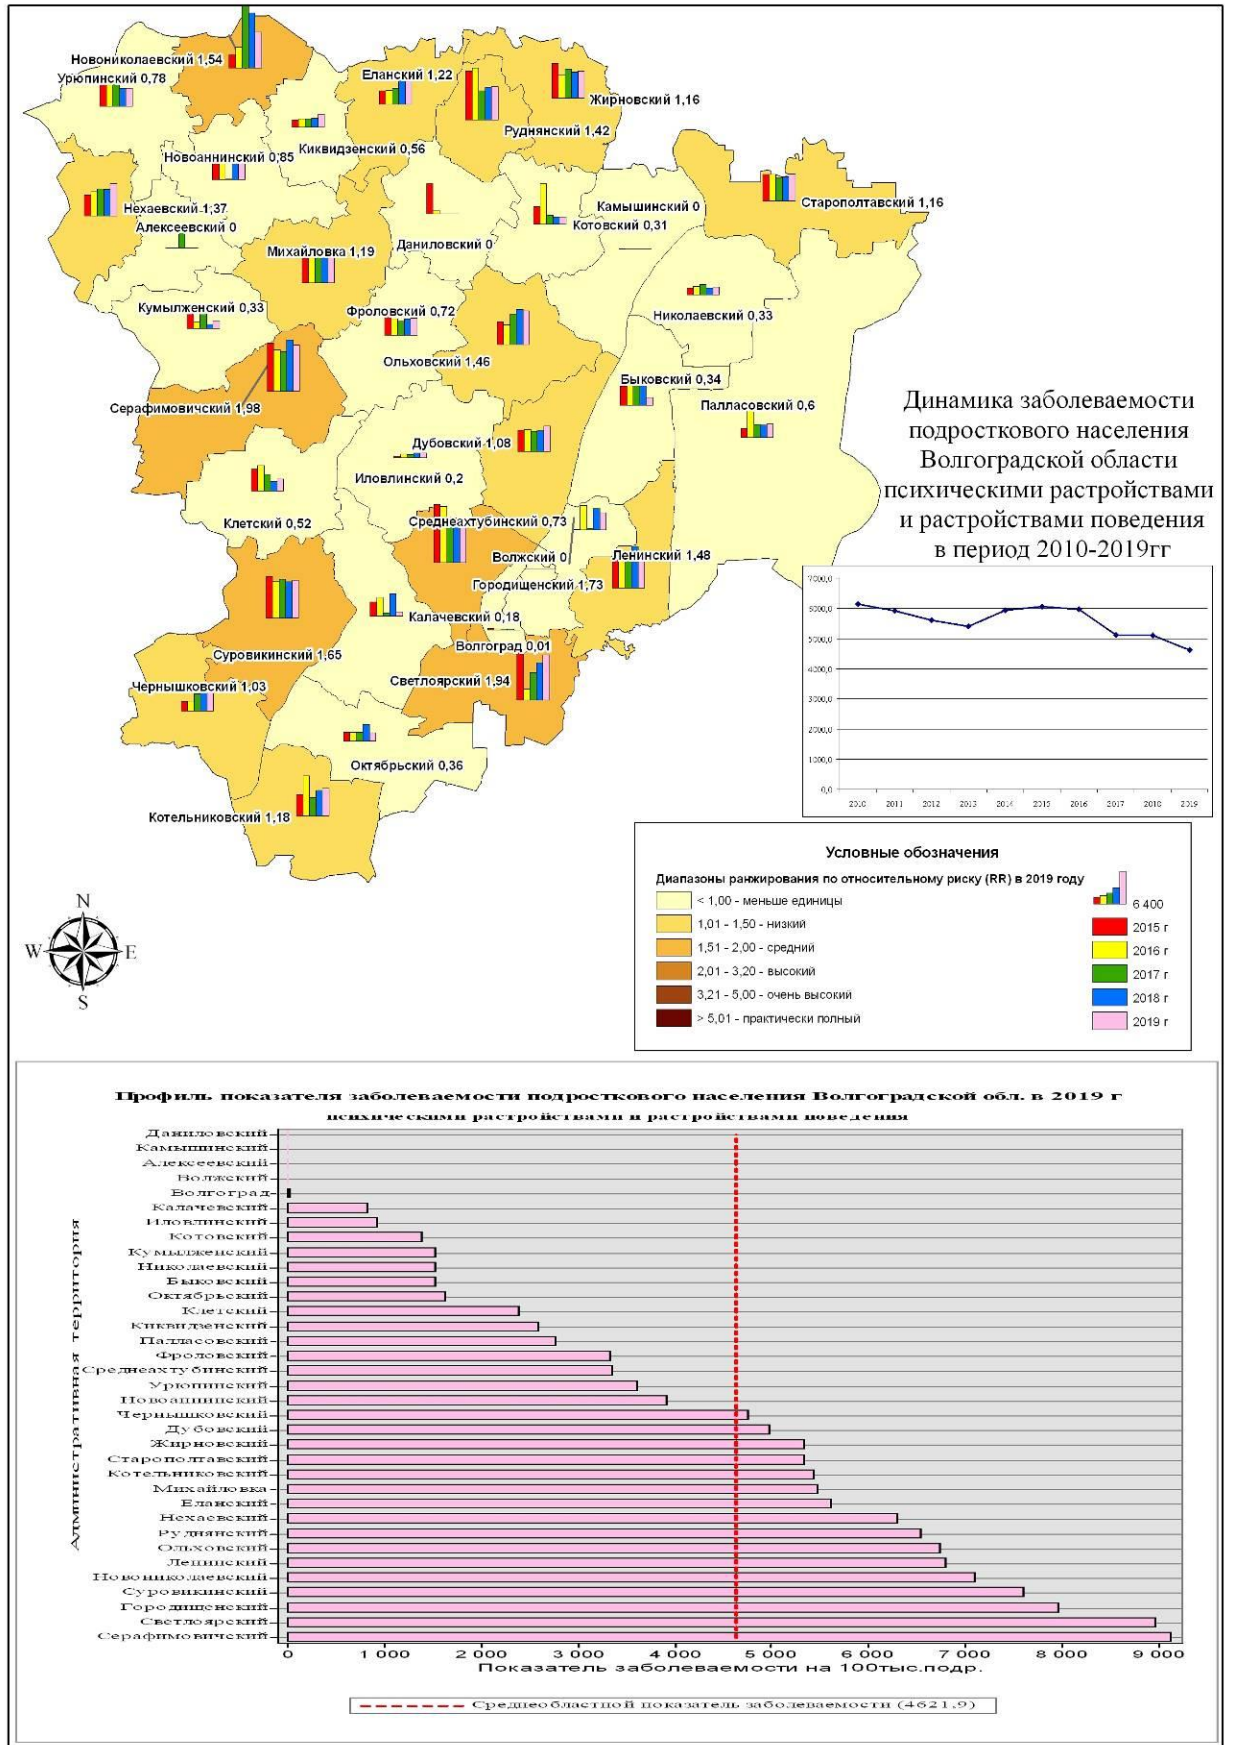 Новониколаевский 1,54
Урюпинский 0,78
Еланский 1,22
Жирновский 1,16
Руднянский 1,42
Новоаннинский 0,85
Киквидзенский 0,56
Нехаевский 1,37
Алексеевский 0
Камышинский 0
Старополтавский 1,16
Котовский 0,31
Михайловка 1,19
Даниловский 0
Кумылженский 0,33
Фроловский 0,72
Николаевский 0,33
Ольховский 1,46
Быковский 0,34
Серафимовичский 1,98
Палласовский 0,6
Дубовский 1,08
Иловлинский 0,2
Клетский 0,52
Среднеахтубинский 0,73
Волжский 0
Ленинский 1,48
Городищенский 1,73
Калачевский 0,18
Волгоград 0,01
Суровикинский 1,65
Светлоярский 1,94
Чернышковский 1,03
Октябрьский 0,36
Котельниковский 1,18
Динамика заболеваемости
подросткового населения
Волгоградской области
психическими растройствами
и растройствами поведения
в период 2010-2019гг
7000,0
6000,0
5000,0
4000,0
3000,0
2000,0
1000,0
0,0
2010 2011 2012 2013 2014 2015 2016 2017 2018 2019
Условные обозначения
Диапазоны ранжирования по относительному риску (RR) в 2019 году
< 1,00 - меньше единицы
1,01 - 1,50 - низкий
1,51 - 2,00 - средний
2,01 - 3,20 - высокий
3,21 - 5,00 - очень высокий
> 5,01 - практически полный
6 400
2015 г
2016 г
2017 г
2018 г
2019 г
N
W E
S
Профиль показателя заболеваемости подросткового населения Волгоградской обл. в 2019 г
психическими растройствами и растройствами поведения
Административная территория
Даниловский
Камышинский
Алексеевский
Волжский
Волгоград
Калачевский
Иловлинский
Котовский
Кумылженский
Николаевский
Быковский
Октябрьский
Клетский
Киквидзенский
Палласовский
Фроловский
Среднеахтубинский
Урюпинский
Новоаннинский
Чернышковский
Дубовский
Жирновский
Старополтавский
Котельниковский
Михайловка
Еланский
Нехаевский
Руднянский
Ольховский
Ленинский
Новониколаевский
Суровикинский
Городищенский
Светлоярский
Серафимовичский
0 1 000 2 000 3 000 4 000 5 000 6 000 7 000 8 000 9 000
Показатель заболеваемости на 100тыс.подр.
Среднеобластной показатель заболеваемости (4621,9)